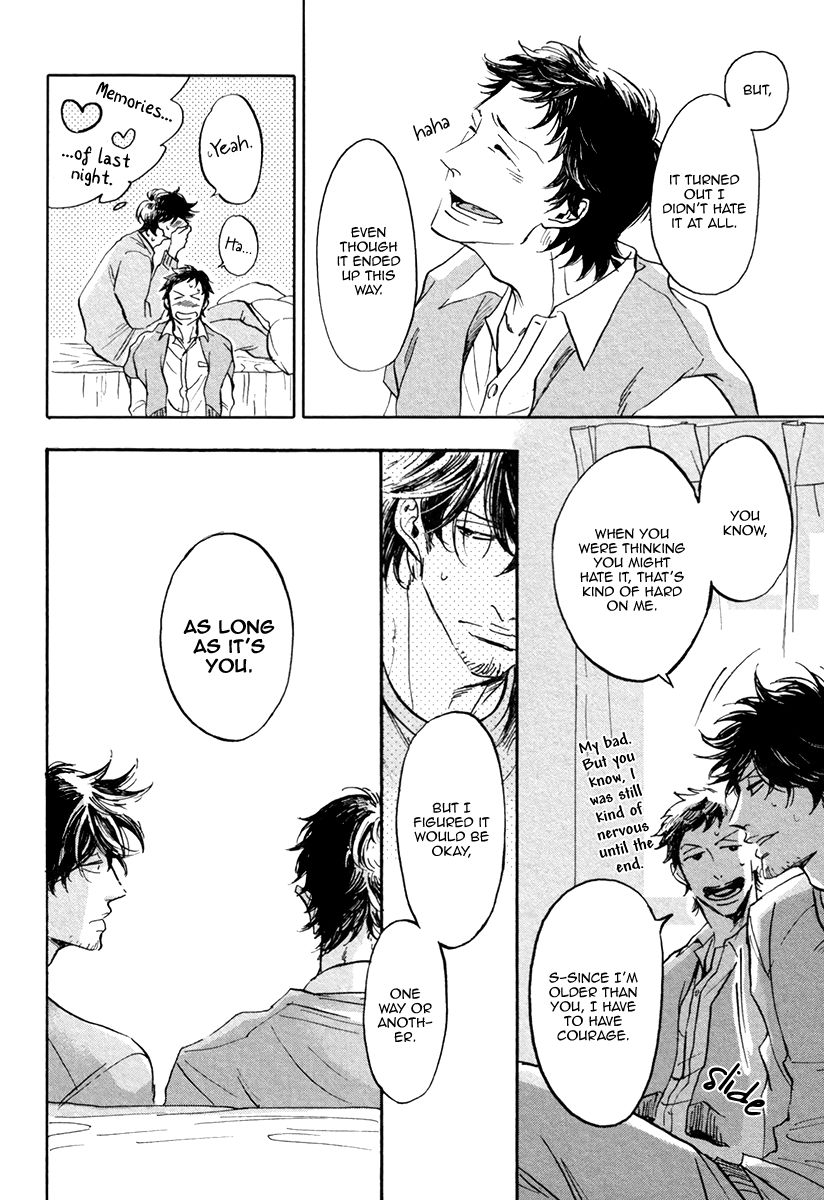 BUT,
IT TURNED
OUT I
DIDN'T HATE
IT AT ALL.
haha
EVEN
THOUGH
IT ENDED
UP THIS
WAY.
Memories...
...of last
night.
Yeah.
Ha...
YOU
KNOW,
WHEN YOU
WERE THINKING
YOU MIGHT
HATE IT, THAT'S
KIND OF HARD
ON ME.
My bad.
But you
know, I
was still
kind of
nervous
until the
end.
S-SINCE I'M
OLDER THAN
YOU, I HAVE
TO HAVE
COURAGE.
slide
BUT I
FIGURED IT
WOULD BE
OKAY,
ONE
WAY OR
ANOTH-
ER.
AS LONG
AS IT'S
YOU.